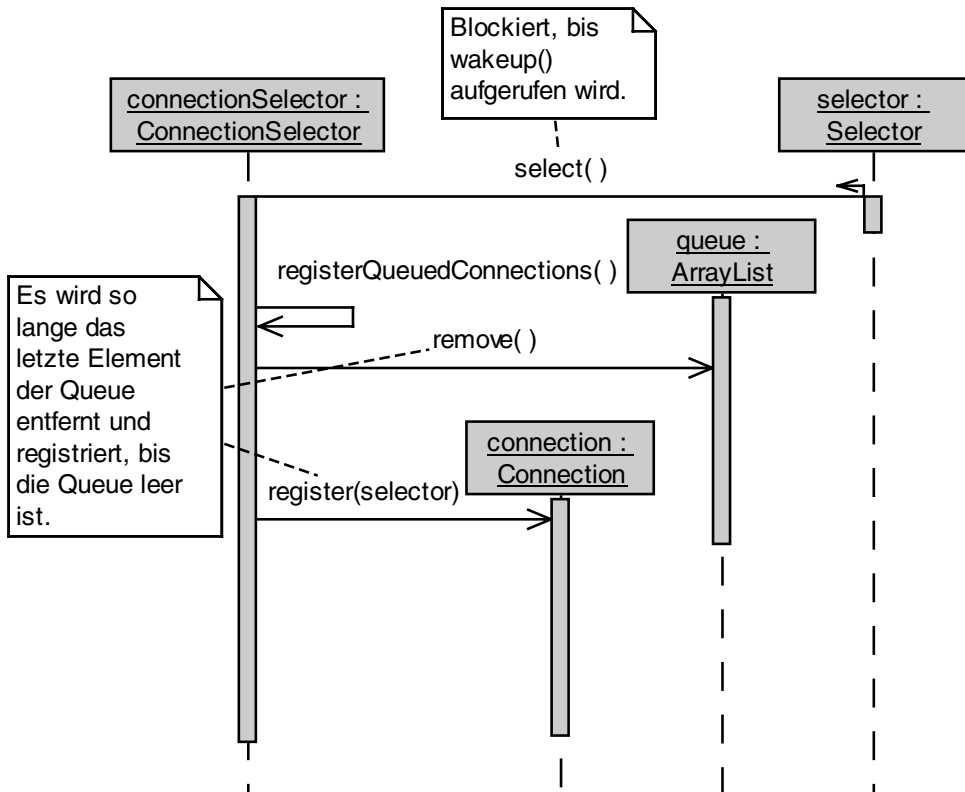 Blockiert, bis
wakeup()
aufgerufen wird.
connectionSelector :
ConnectionSelector
selector :
Selector
select( )
queue :
ArrayList
registerQueuedConnections( )
Es wird so
lange das
letzte Element
der Queue
entfernt und
registriert, bis
die Queue leer
ist.
remove( )
connection :
Connection
register(selector)